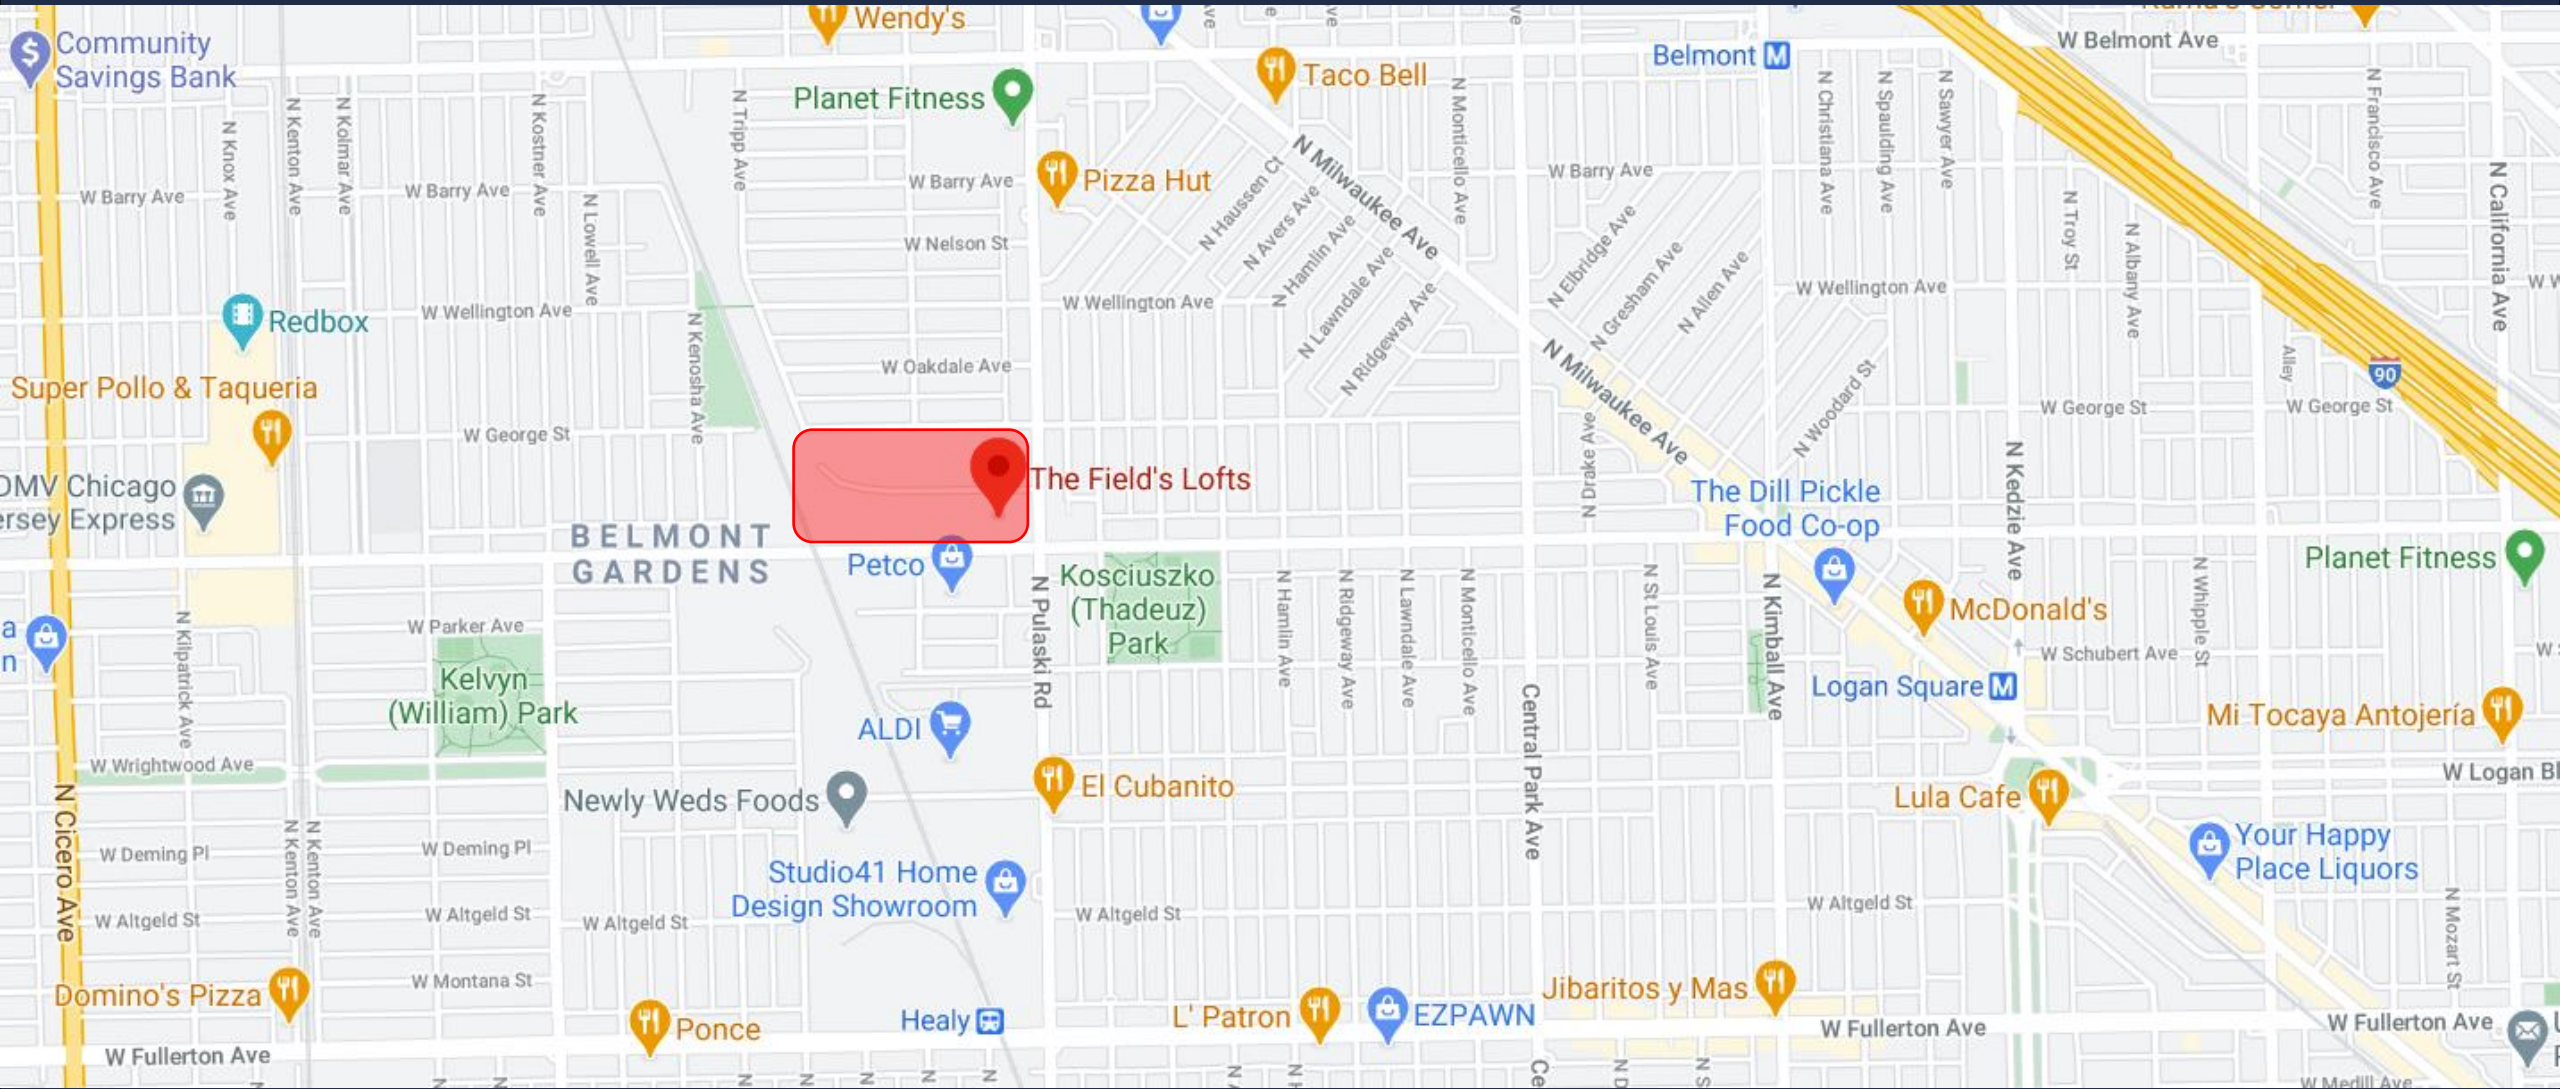 Wendy's
Community
Savings Bank
W Belmont Ave
Belmont M
Taco Bell
Planet Fitness
N Knox Ave
N Kenton Ave
N Kolmar Ave
N Kostner Ave
N Lowell Ave
N Tripp Ave
N Monticello Ave
N Christiana Ave
N Spaulding Ave
N Sawyer Ave
N Francisco Ave
N California Ave
W Barry Ave
W Barry Ave
W Barry Ave
Pizza Hut
N Haussen Ct
N Avers Ave
N Hamlin Ave
N Lawndale Ave
N Ridgeway Ave
N Milwaukee Ave
W Barry Ave
N Elbridge Ave
N Gresham Ave
N Allen Ave
N Troy St
N Albany Ave
W Nelson St
W Wellington Ave
W Wellington Ave
W Wellington Ave
Redbox
N Kenosha Ave
W Oakdale Ave
N Milwaukee Ave
N Woodard St
Alley
90
Super Pollo & Taqueria
W George St
W George St
W George St
N Drake Ave
N Kedzie Ave
The Field's Lofts
DMV Chicago
ersey Express
The Dill Pickle
Food Co-op
BELMONT
GARDENS
Petco
Kosciuszko
(Thadeuz)
Park
N Pulaski Rd
N Hamlin Ave
N Ridgeway Ave
N Lawndale Ave
N Monticello Ave
N St Louis Ave
N Kimball Ave
Planet Fitness
N Whipple St
McDonald's
a
n
N Kilpatrick Ave
W Parker Ave
Kelvyn
(William) Park
W Schubert Ave
W
Logan Square M
Central Park Ave
Mi Tocaya Antojería
ALDI
W Wrightwood Ave
W Logan Bl
N Cicero Ave
Newly Weds Foods
El Cubanito
Lula Cafe
N Kenton Ave
N Kenton Ave
W Deming Pl
W Deming Pl
Your Happy
Place Liquors
Studio41 Home
Design Showroom
W Altgeld St
W Altgeld St
W Altgeld St
W Altgeld St
W Altgeld St
N Mozart St
W Montana St
Domino's Pizza
Ponce
Healy
L' Patron
EZPAWN
Jibaritos y Mas
W Fullerton Ave
W Fullerton Ave
W Fullerton Ave
W Medill Ave